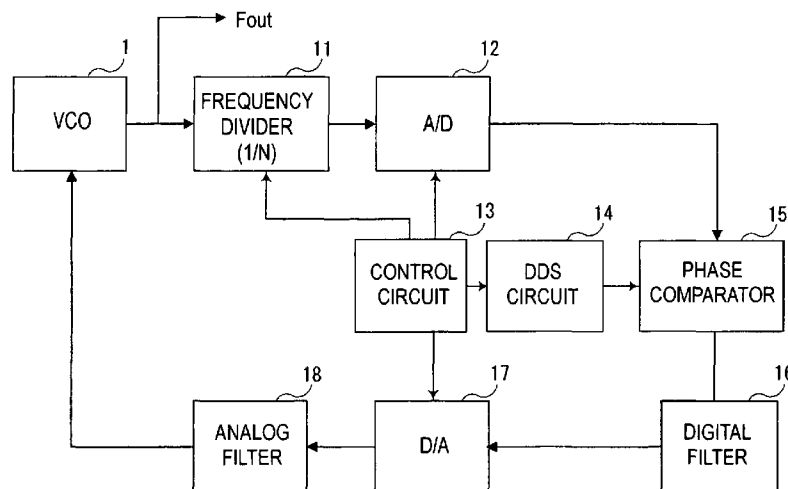 Fout
1
11
12
VCO
FREQUENCY
DIVIDER
(1/N)
A/D
13
14
15
CONTROL
CIRCUIT
DDS
CIRCUIT
PHASE
COMPARATOR
18
17
16
ANALOG
FILTER
D/A
DIGITAL
FILTER